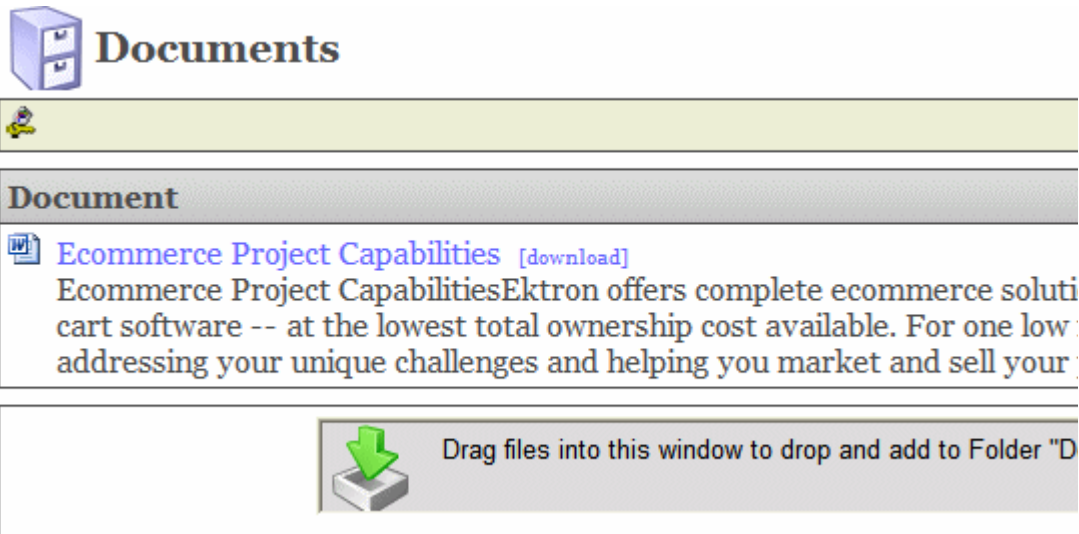 Documents
Document
Ecommerce Project Capabilities [download]
Ecommerce Project CapabilitiesEktron offers complete ecommerce soluti
cart software -- at the lowest total ownership cost available. For one low
addressing your unique challenges and helping you market and sell your
Drag files into this window to drop and add to Folder "D